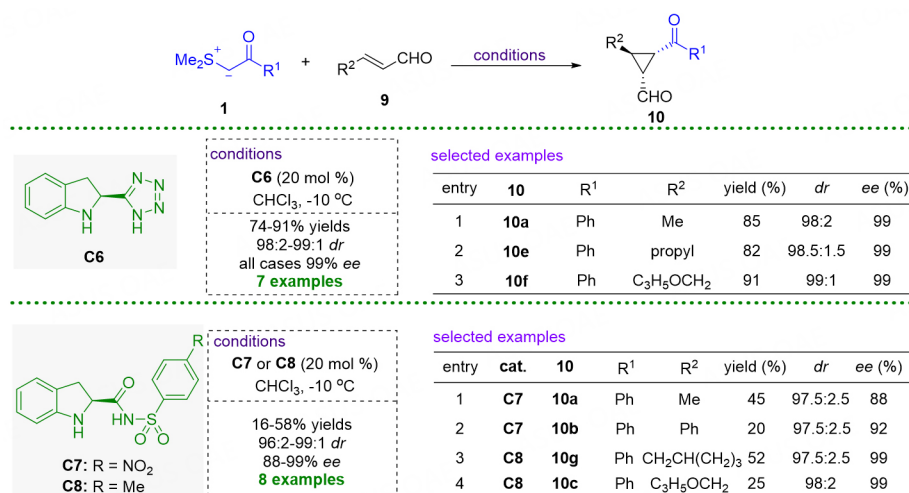 Me2S+ − O R1 + R2 CHO conditions R2 O R1 CHO
1 9 10
conditions
C6 (20 mol %)
CHCl3, -10 ºC
74-91% yields
98:2-99:1 dr
all cases 99% ee
7 examples
N N N N H N H
C6
selected examples
entry 10 R1 R2 yield (%) dr ee (%)
1 10a Ph Me 85 98:2 99
2 10e Ph propyl 82 98.5:1.5 99
3 10f Ph C3H5OCH2 91 99:1 99
R O N H NH S O O
C7: R = NO2
C8: R = Me
conditions
C7 or C8 (20 mol %)
CHCl3, -10 ºC
16-58% yields
96:2-99:1 dr
88-99% ee
8 examples
selected examples
entry cat. 10 R1 R2 yield (%) dr ee (%)
1 C7 10a Ph Me 45 97.5:2.5 88
2 C7 10b Ph Ph 20 97.5:2.5 92
3 C8 10g Ph CH2CH(CH2)3 52 97.5:2.5 99
4 C8 10c Ph C3H5OCH2 25 98:2 99